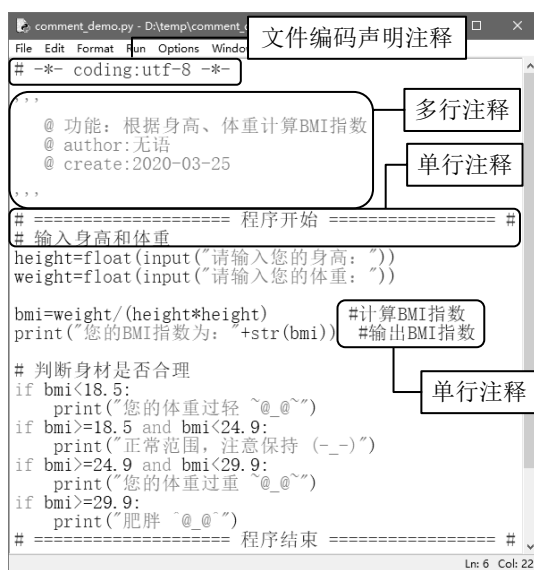 comment_demo.py - D:\temp\comment_
文件编码声明注释
File Edit Format Run Options Window
# -*- coding:utf-8 -*-
'''
多行注释
@ 功能：根据身高、体重计算BMI指数
@ author:无语
@ create:2020-03-25
单行注释
'''
# ==================== 程序开始 ================= #
# 输入身高和体重
height=float(input("请输入您的身高："))
weight=float(input("请输入您的体重："))
bmi=weight/(height*height) #计算BMI指数
print("您的BMI指数为："+str(bmi)) #输出BMI指数
# 判断身材是否合理
单行注释
if bmi<18.5:
print("您的体重过轻 ~@_@~")
if bmi>=18.5 and bmi<24.9:
print("正常范围，注意保持 (-_-)")
if bmi>=24.9 and bmi<29.9:
print("您的体重过重 ~@_@~")
if bmi>=29.9:
print("肥胖 ^@_@^")
# ==================== 程序结束 ================= #
Ln: 6 Col: 22